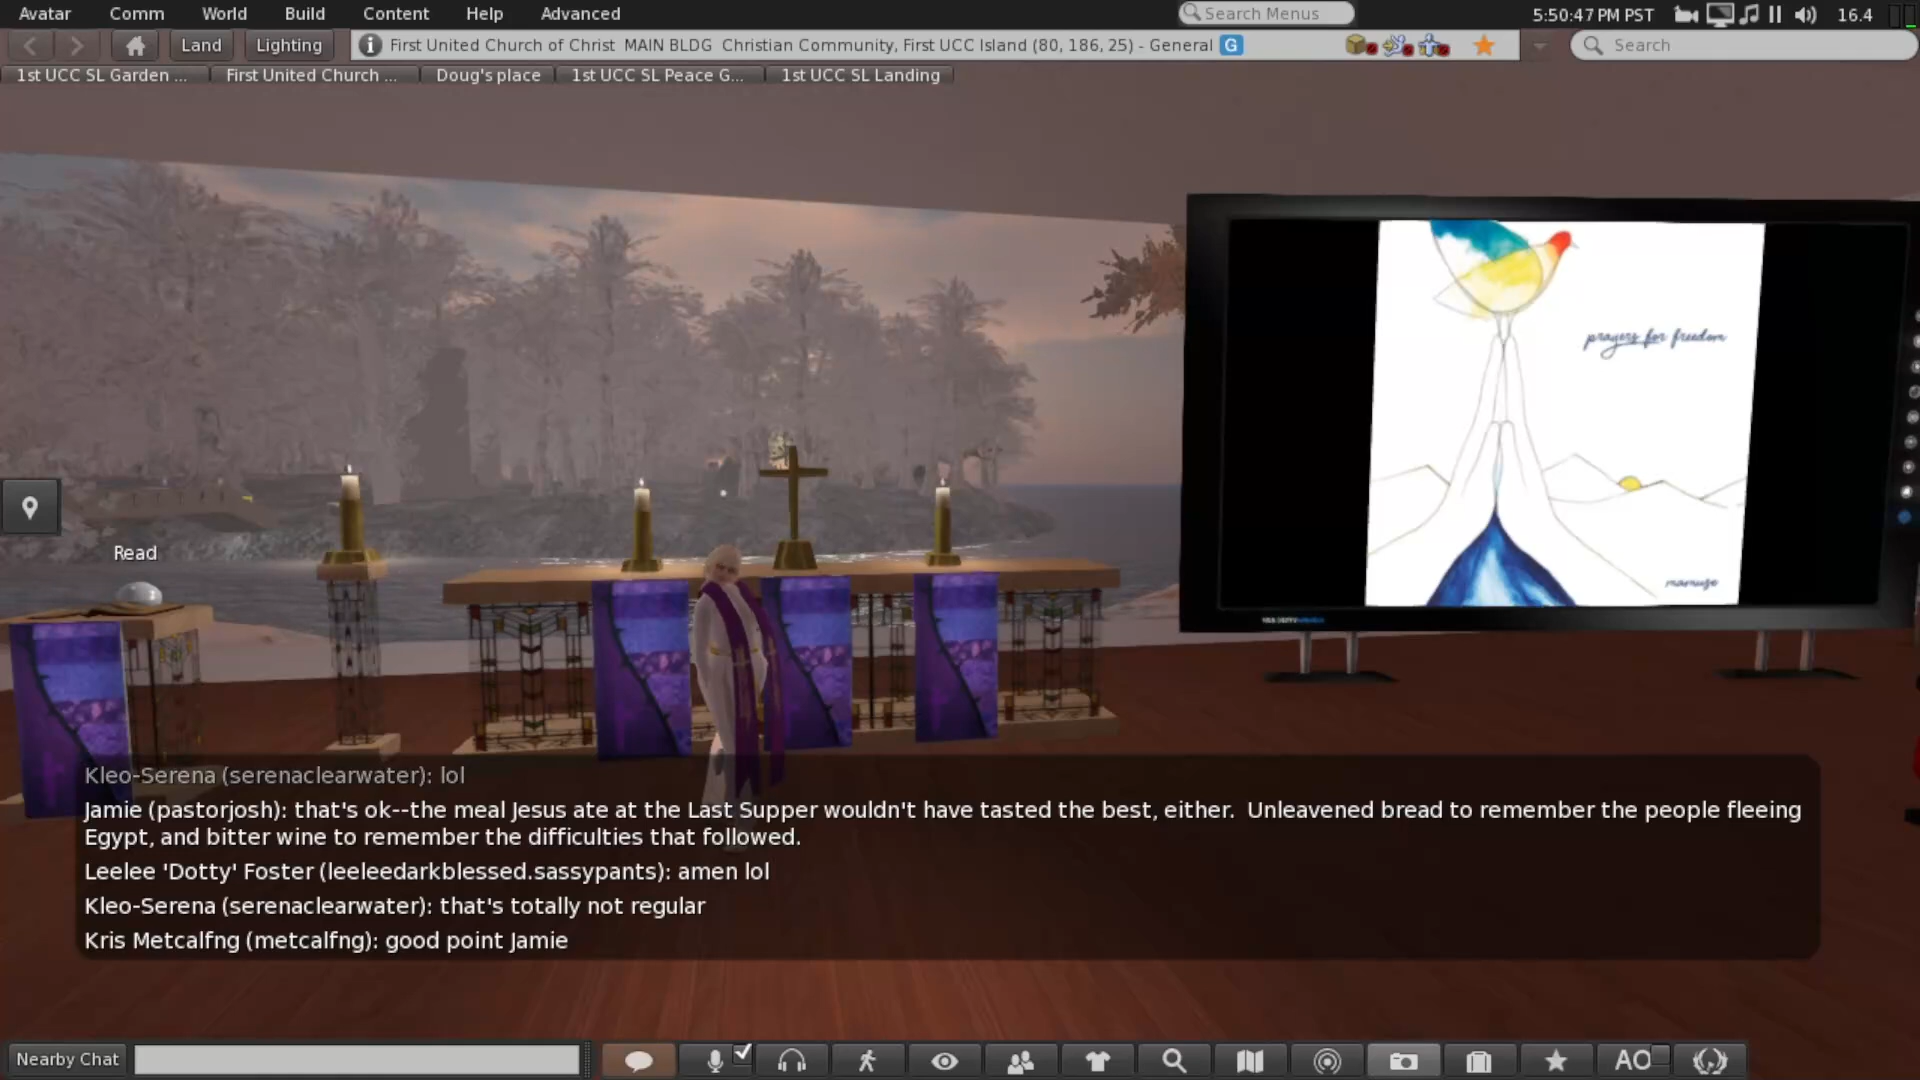 Avatar Comm World Build Content Help Advanced Search Menus 5:50:47 PM PST 16.4
Land Lighting First United Church of Christ MAIN BLDG Christian Community, First UCC Island (80, 186, 25) - General G Search
1st UCC SL Garden ... First United Church ... Doug's place 1st UCC SL Peace G... 1st UCC SL Landing
prayers for freedom
Read
mamuse
Kleo-Serena (serenaclearwater): lol
Jamie (pastorjosh): that's ok--the meal Jesus ate at the Last Supper wouldn't have tasted the best, either. Unleavened bread to remember the people fleeing
Egypt, and bitter wine to remember the difficulties that followed.
Leelee 'Dotty' Foster (leeleedarkblessed.sassypants): amen lol
Kleo-Serena (serenaclearwater): that's totally not regular
Kris Metcalfng (metcalfng): good point Jamie
Nearby Chat AO